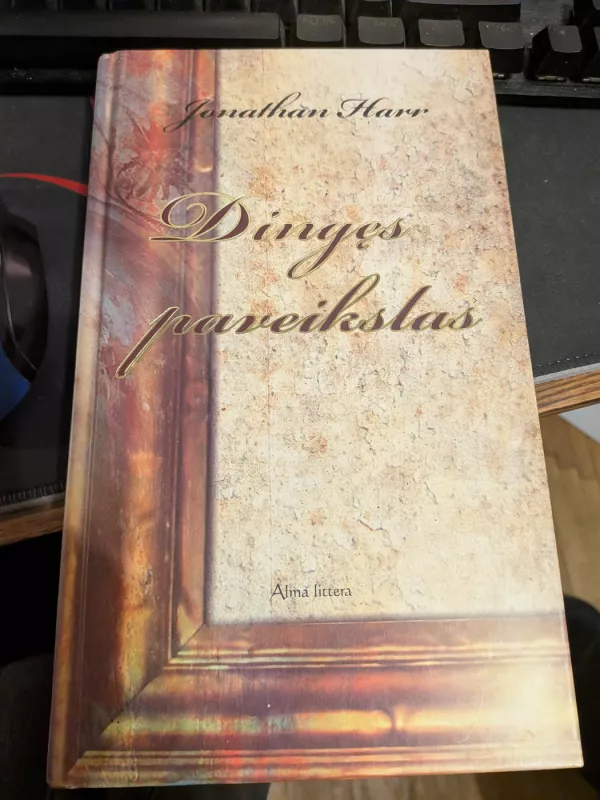 Jonathan Harr
Dingęs
paveikslas
Alma littera